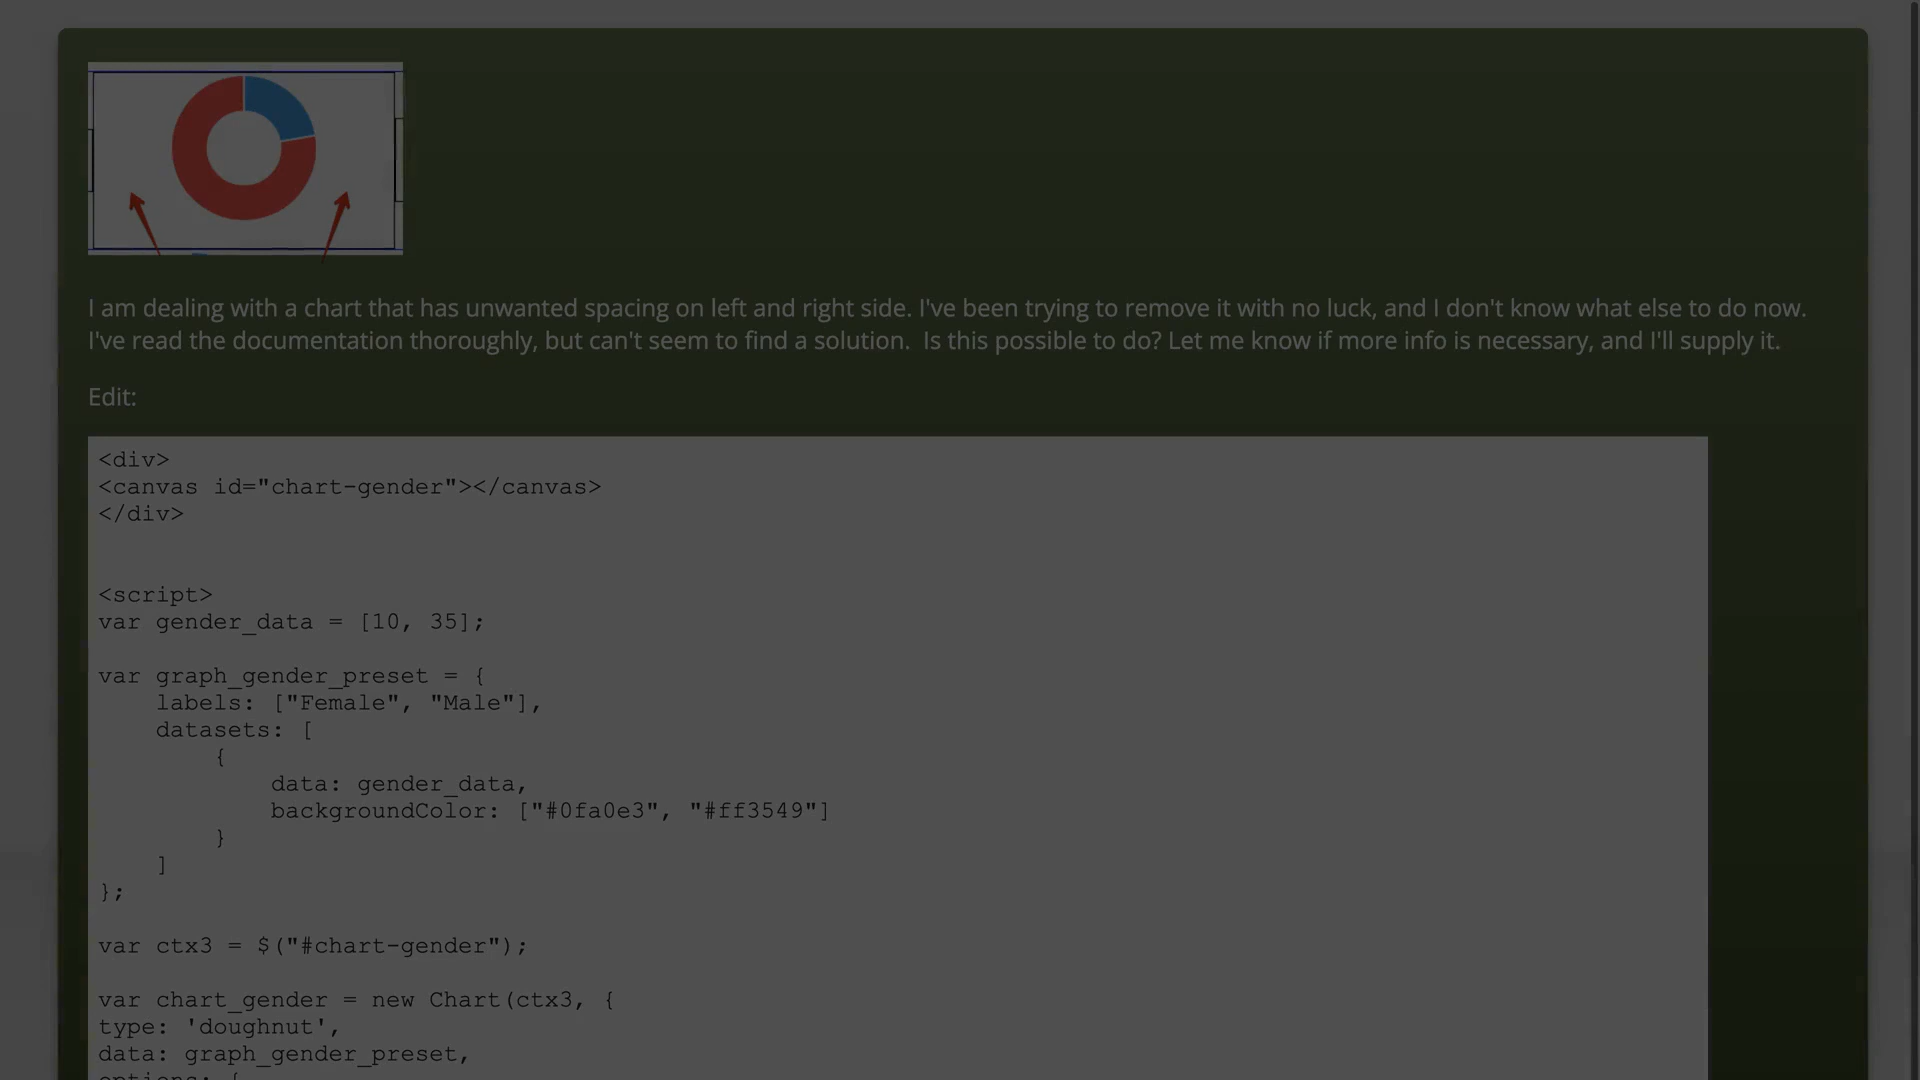 I am dealing with a chart that has unwanted spacing on left and right side. I've been trying to remove it with no luck, and I don't know what else to do now.
I've read the documentation thoroughly, but can't seem to find a solution.  Is this possible to do? Let me know if more info is necessary, and I'll supply it.
Edit:
<div>
<canvas id="chart-gender"></canvas>
</div>
<script>
var gender_data = [10, 35];
var graph_gender_preset = {
    labels: ["Female", "Male"],
    datasets: [
        {
            data: gender_data,
            backgroundColor: ["#0fa0e3", "#ff3549"]
        }
    ]
};
var ctx3 = $("#chart-gender");
var chart_gender = new Chart(ctx3, {
type: 'doughnut',
data: graph_gender_preset,
options: {